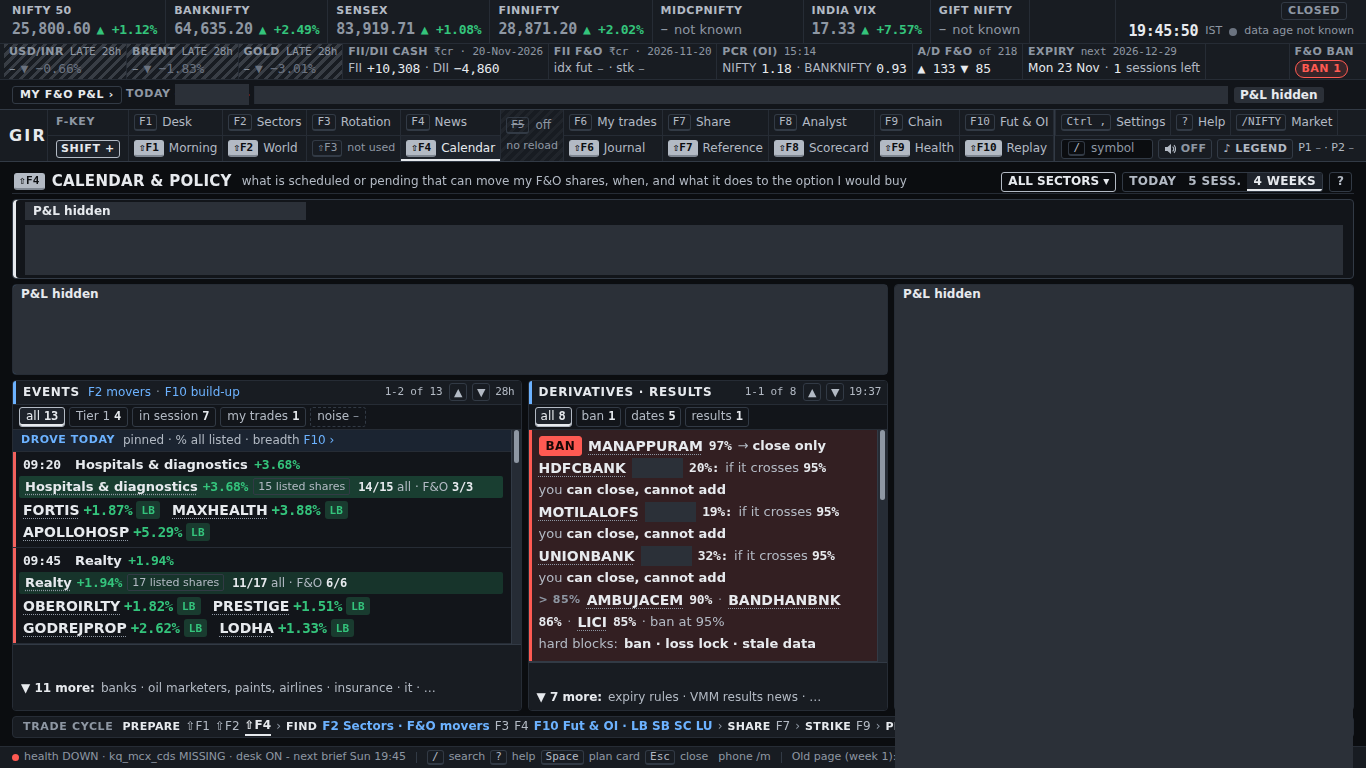 NIFTY 50 BANKNIFTY SENSEX FINNIFTY MIDCPNIFTY INDIA VIX GIFT NIFTY CLOSED
25,800.60 ▲ +1.12% 64,635.20 ▲ +2.49% 83,919.71 ▲ +1.08% 28,871.20 ▲ +2.02% – not known 17.33 ▲ +7.57% – not known 19:45:50 IST ● data age not known
USD/INR LATE 28h BRENT LATE 28h GOLD LATE 28h FII/DII CASH ₹cr · 20-Nov-2026 FII F&O ₹cr · 2026-11-20 PCR (OI) 15:14 A/D F&O of 218 EXPIRY next 2026-12-29 F&O BAN
– ▼ −0.66% – ▼ −1.83% – ▼ −3.01% FII +10,308 · DII −4,860 idx fut – · stk – NIFTY 1.18 · BANKNIFTY 0.93 ▲ 133 ▼ 85 Mon 23 Nov · 1 sessions left BAN 1
MY F&O P&L › TODAY P&L hidden
GIR F-KEY F1 Desk F2 Sectors F3 Rotation F4 News F5 off F6 My trades F7 Share F8 Analyst F9 Chain F10 Fut & OI Ctrl , Settings ? Help /NIFTY Market
SHIFT + ⇧F1 Morning ⇧F2 World ⇧F3 not used ⇧F4 Calendar no reload ⇧F6 Journal ⇧F7 Reference ⇧F8 Scorecard ⇧F9 Health ⇧F10 Replay / symbol OFF ♪ LEGEND P1 – · P2 –
⇧F4 CALENDAR & POLICY what is scheduled or pending that can move my F&O shares, when, and what it does to the option I would buy ALL SECTORS ▾ TODAY 5 SESS. 4 WEEKS ?
P&L hidden
P&L hidden
P&L hidden
EVENTS F2 movers · F10 build-up 1-2 of 13 ▲ ▼ 28h
all 13 Tier 1 4 in session 7 my trades 1 noise –
DROVE TODAY pinned · % all listed · breadth F10 ›
09:20 Hospitals & diagnostics +3.68%
Hospitals & diagnostics +3.68% 15 listed shares 14/15 all · F&O 3/3
FORTIS +1.87% LB MAXHEALTH +3.88% LB
APOLLOHOSP +5.29% LB
09:45 Realty +1.94%
Realty +1.94% 17 listed shares 11/17 all · F&O 6/6
OBEROIRLTY +1.82% LB PRESTIGE +1.51% LB
GODREJPROP +2.62% LB LODHA +1.33% LB
▼ 11 more: banks · oil marketers, paints, airlines · insurance · it · …
DERIVATIVES · RESULTS 1-1 of 8 ▲ ▼ 19:37
all 8 ban 1 dates 5 results 1
BAN MANAPPURAM 97% → close only
HDFCBANK 20%: if it crosses 95%
you can close, cannot add
MOTILALOFS 19%: if it crosses 95%
you can close, cannot add
UNIONBANK 32%: if it crosses 95%
you can close, cannot add
> 85% AMBUJACEM 90% · BANDHANBNK
86% · LICI 85% · ban at 95%
hard blocks: ban · loss lock · stale data
▼ 7 more: expiry rules · VMM results news · …
TRADE CYCLE PREPARE ⇧F1 ⇧F2 ⇧F4 › FIND F2 Sectors · F&O movers F3 F4 F10 Fut & OI · LB SB SC LU › SHARE F7 › STRIKE F9 ›
● health DOWN · kq_mcx_cds MISSING · desk ON - next brief Sun 19:45 / search ? help Space plan card Esc close phone /m Old page (week 1):